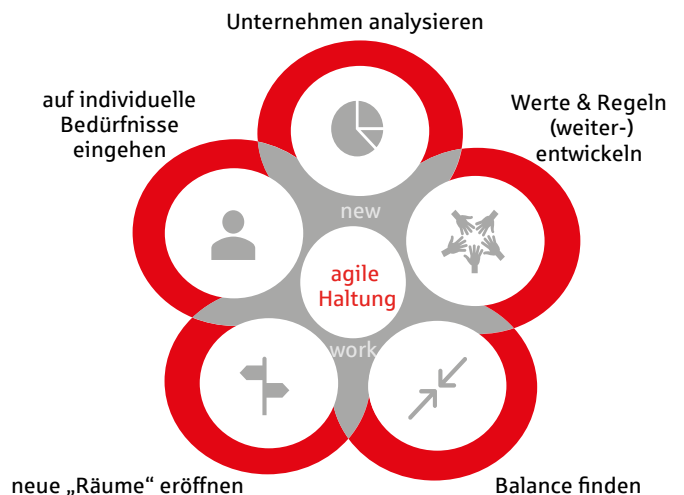 Unternehmen analysieren
auf individuelle
Bedürfnisse
eingehen
Werte & Regeln
(weiter-)
entwickeln
new
agile
Haltung
work
neue „Räume“ eröffnen
Balance finden